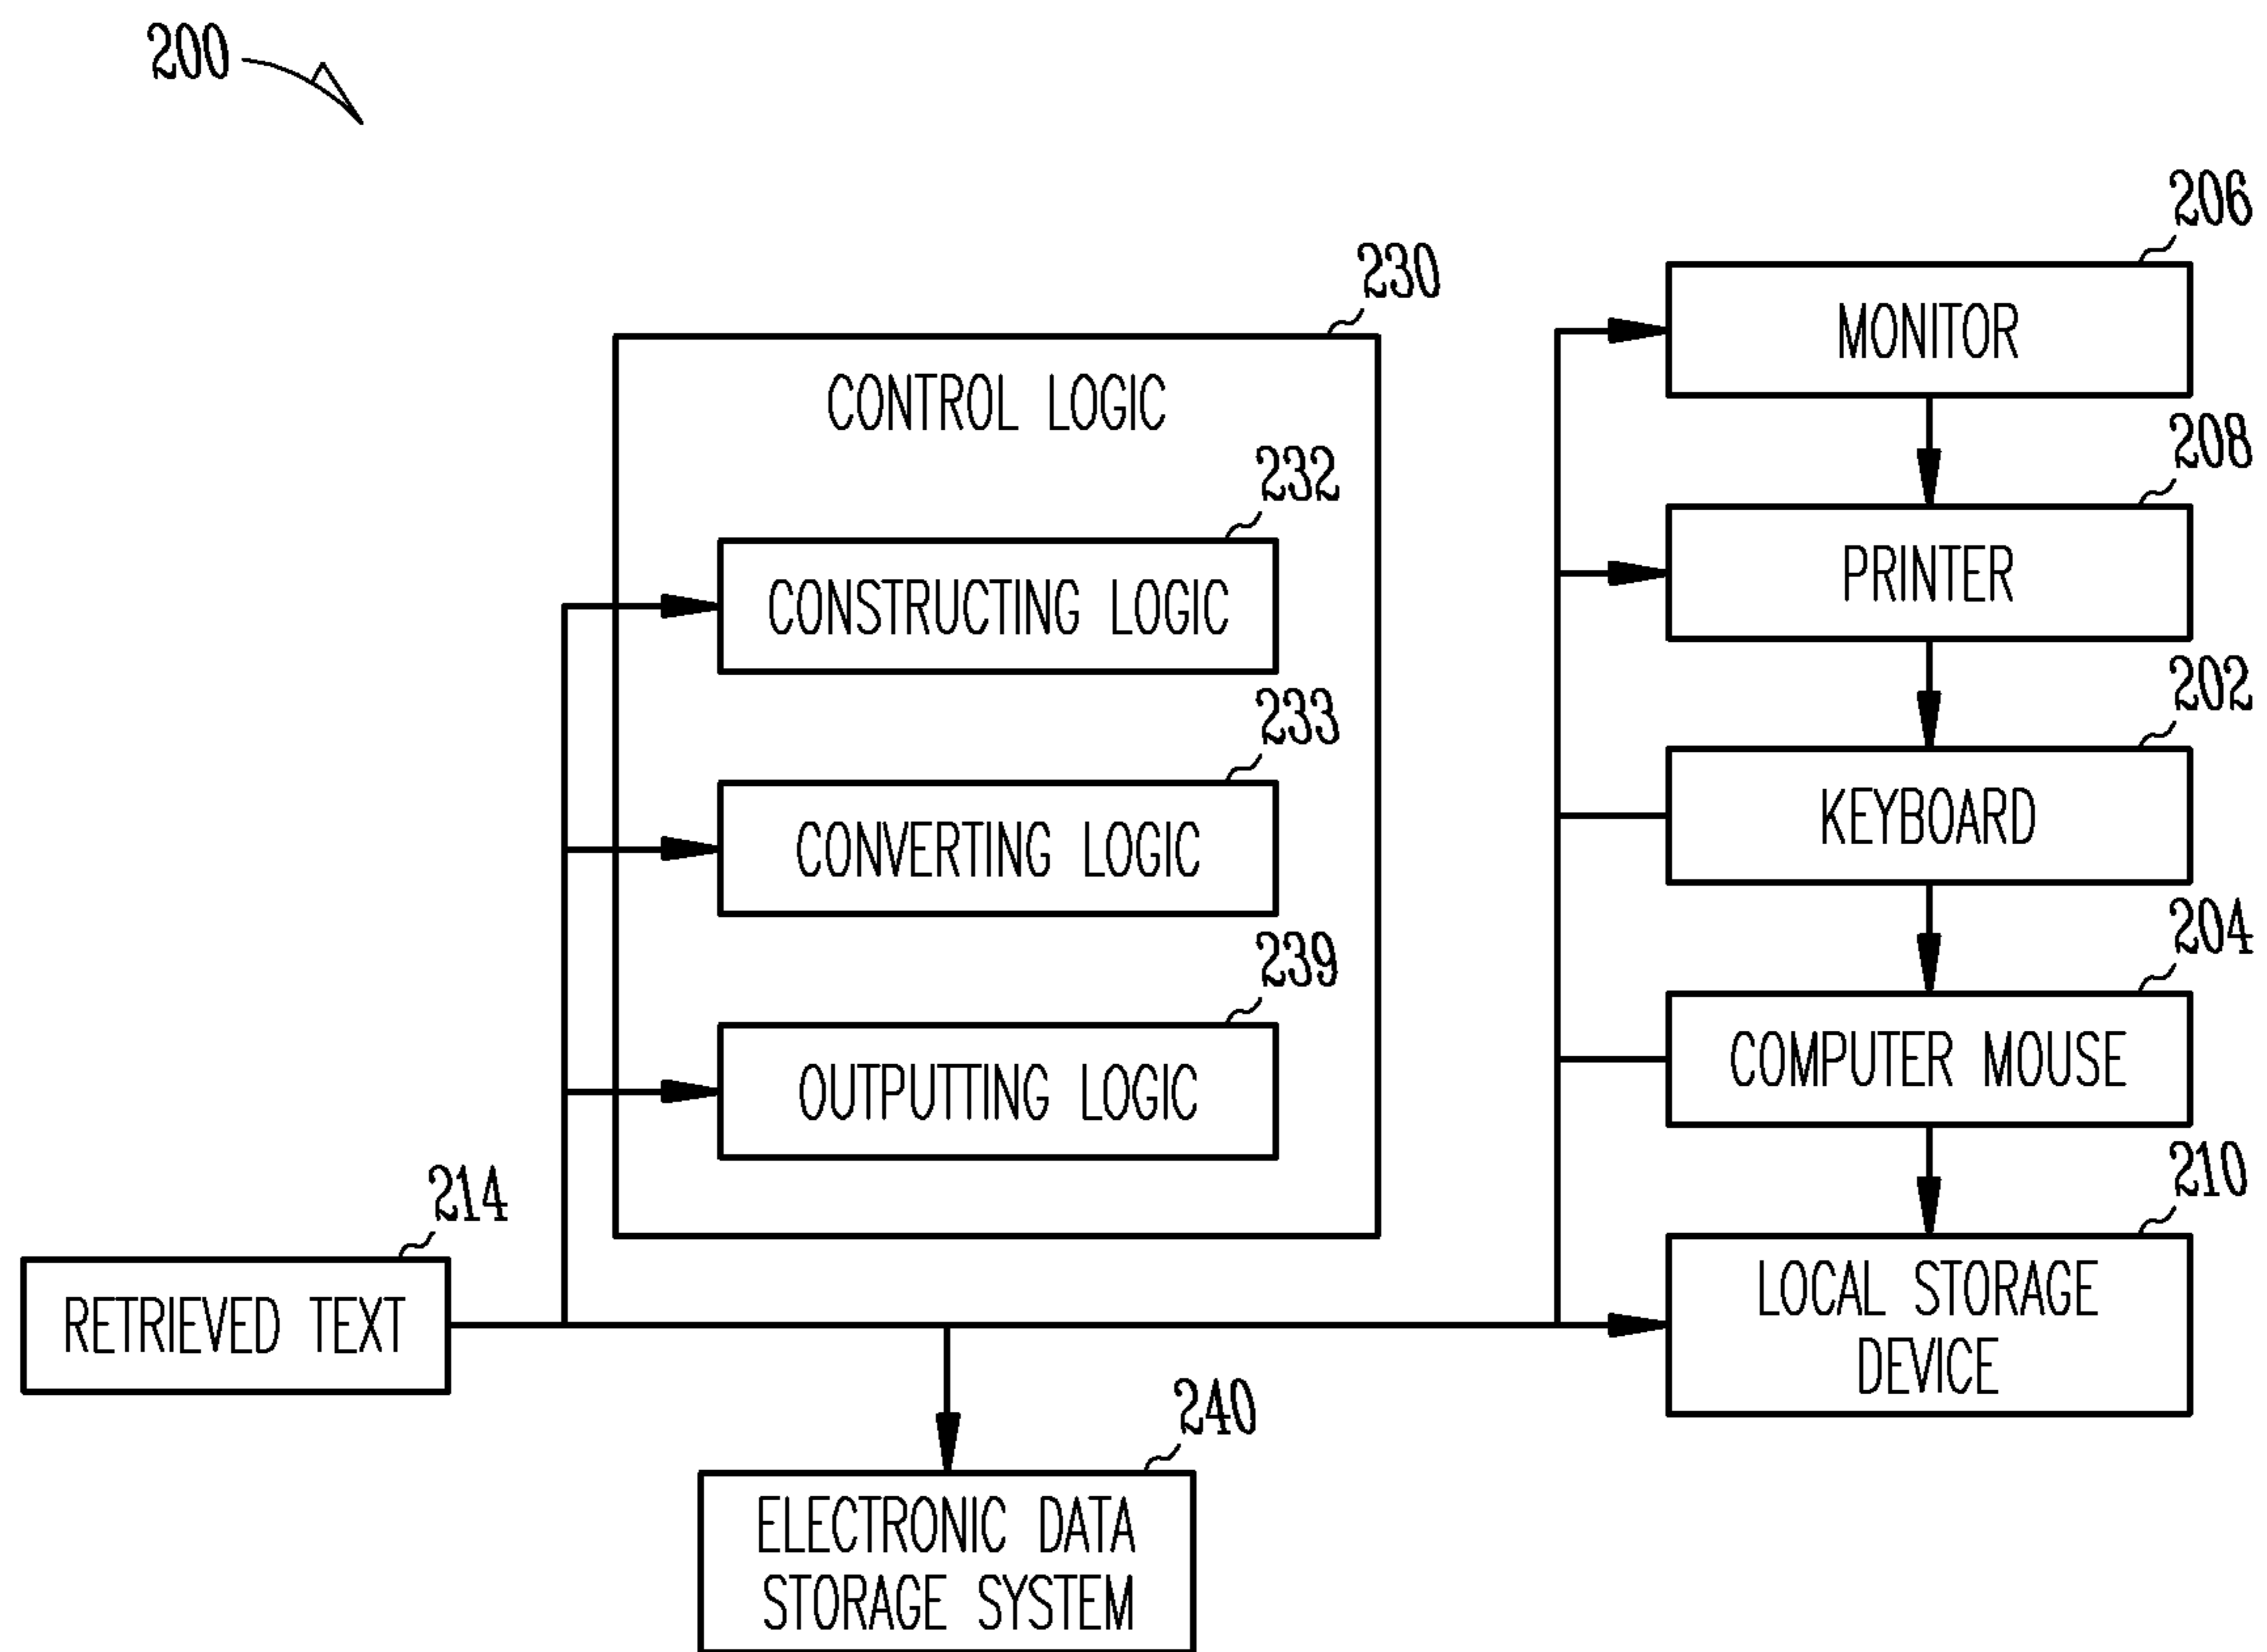 200
206
MONITOR
230
CONTROL LOGIC
208
PRINTER
232
CONSTRUCTING LOGIC
202
KEYBOARD
233
CONVERTING LOGIC
204
COMPUTER MOUSE
239
OUTPUTTING LOGIC
214
RETRIEVED TEXT
210
LOCAL STORAGE
DEVICE
240
ELECTRONIC DATA
STORAGE SYSTEM